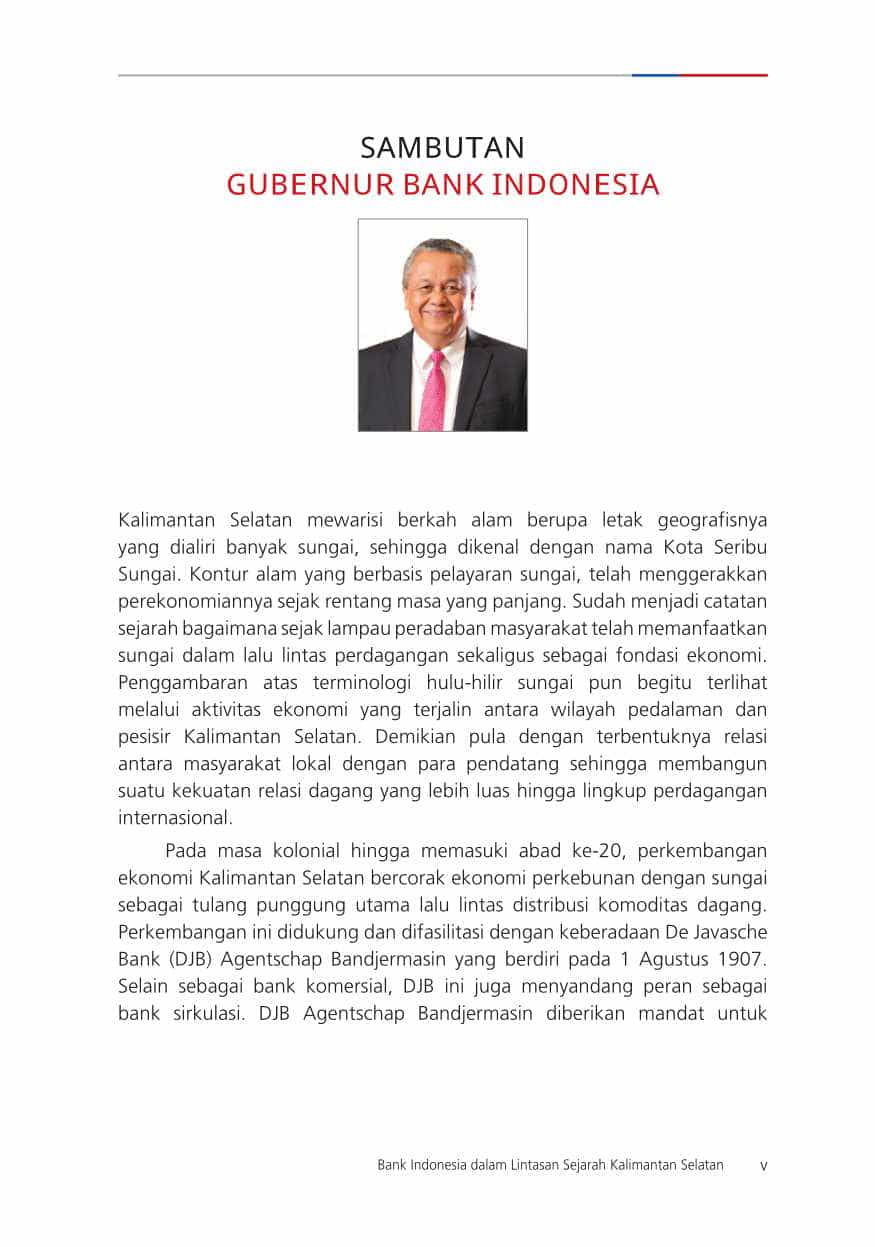 SAMBUTAN
GUBERNUR BANK INDONESIA
Kalimantan Selatan mewarisi berkah alam berupa letak geografisnya
yang dialiri banyak sungai, sehingga dikenal dengan nama Kota Seribu
Sungai. Kontur alam yang berbasis pelayaran sungai, telah menggerakkan
perekonomiannya sejak rentang masa yang panjang. Sudah menjadi catatan
sejarah bagaimana sejak lampau peradaban masyarakat telah memanfaatkan
sungai dalam lalu lintas perdagangan sekaligus sebagai fondasi ekonomi.
Penggambaran atas terminologi hulu-hilir sungai pun begitu terlihat
melalui aktivitas ekonomi yang terjalin antara wilayah pedalaman dan
pesisir Kalimantan Selatan. Demikian pula dengan terbentuknya relasi
antara masyarakat lokal dengan para pendatang sehingga membangun
suatu kekuatan relasi dagang yang lebih luas hingga lingkup perdagangan
internasional.
Pada masa kolonial hingga memasuki abad ke-20, perkembangan
ekonomi Kalimantan Selatan bercorak ekonomi perkebunan dengan sungai
sebagai tulang punggung utama lalu lintas distribusi komoditas dagang.
Perkembangan ini didukung dan difasilitasi dengan keberadaan De Javasche
Bank (DJB) Agentschap Bandjermasin yang berdiri pada 1 Agustus 1907.
Selain sebagai bank komersial, DJB ini juga menyandang peran sebagai
bank sirkulasi. DJB Agentschap Bandjermasin diberikan mandat untuk
Bank Indonesia dalam Lintasan Sejarah Kalimantan Selatan v